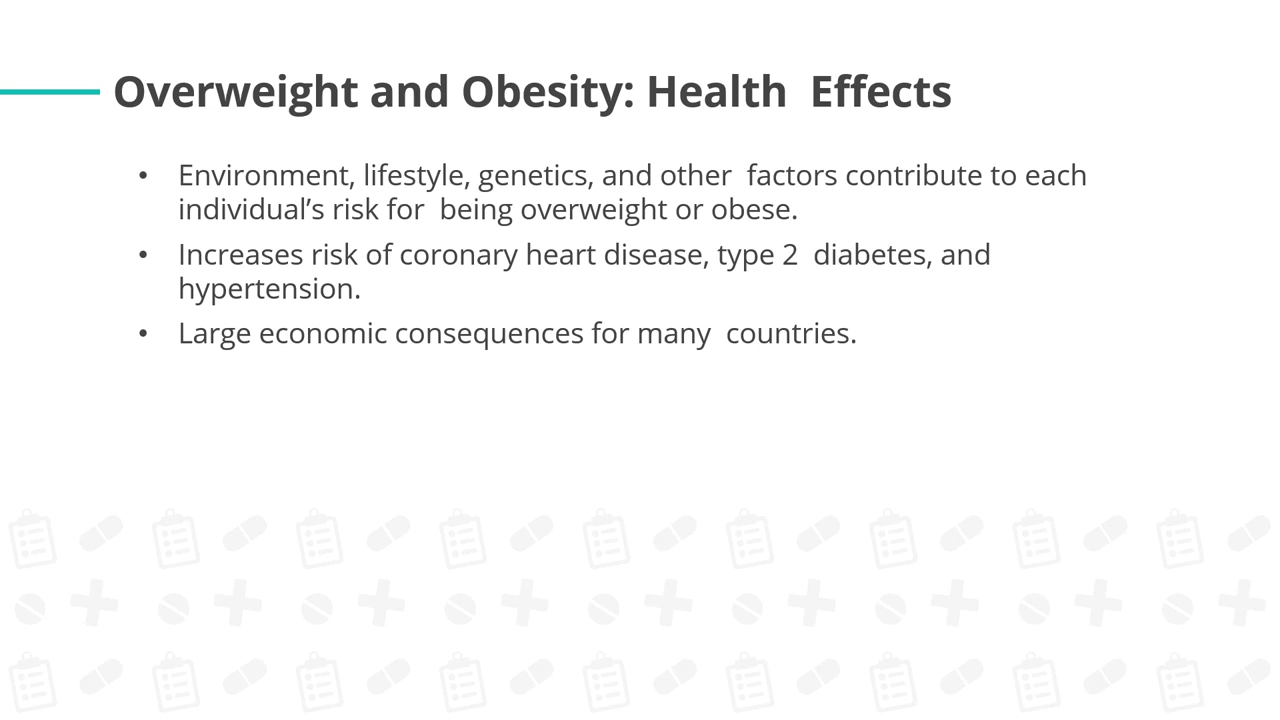 Overweight and Obesity: Health  Effects
• Environment, lifestyle, genetics, and other  factors contribute to each
individual’s risk for  being overweight or obese.
• Increases risk of coronary heart disease, type 2  diabetes, and
hypertension.
• Large economic consequences for many  countries.